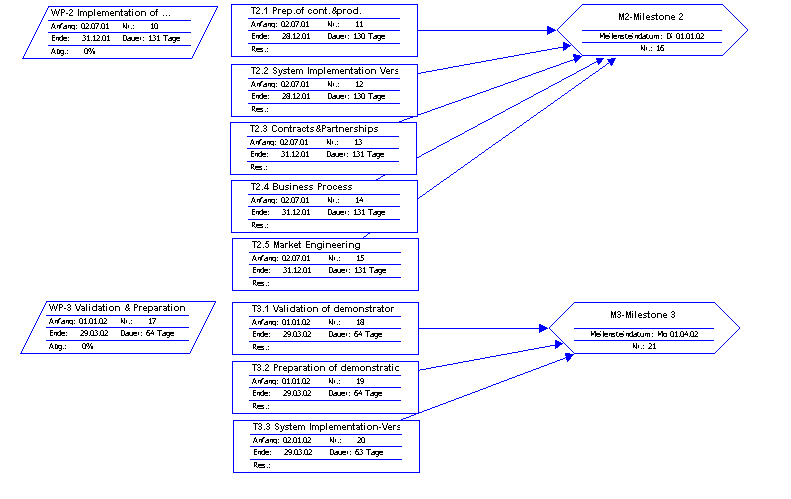 WP-2 Implementation of ...
Anfang: 02.07.01 Nr.: 10
Ende: 31.12.01 Dauer: 131 Tage
Abg.: 0%
T2.1 Prep.of cont.&prod.
Anfang: 02.07.01 Nr.: 11
Ende: 28.12.01 Dauer: 130 Tage
Res.:
M2-Milestone 2
Meilensteindatum: Di 01.01.02
Nr.: 16
T2.2 System Implementation Vers
Anfang: 02.07.01 Nr.: 12
Ende: 28.12.01 Dauer: 130 Tage
Res.:
T2.3 Contracts&Partnerships
Anfang: 02.07.01 Nr.: 13
Ende: 31.12.01 Dauer: 131 Tage
Res.:
T2.4 Business Process
Anfang: 02.07.01 Nr.: 14
Ende: 31.12.01 Dauer: 131 Tage
Res.:
T2.5 Market Engineering
Anfang: 02.07.01 Nr.: 15
Ende: 31.12.01 Dauer: 131 Tage
Res.:
WP-3 Validation & Preparation
Anfang: 01.01.02 Nr.: 17
Ende: 29.03.02 Dauer: 64 Tage
Abg.: 0%
T3.1 Validation of demonstrator
Anfang: 01.01.02 Nr.: 18
Ende: 29.03.02 Dauer: 64 Tage
Res.:
M3-Milestone 3
Meilensteindatum: Mo 01.04.02
Nr.: 21
T3.2 Preparation of demonstratic
Anfang: 01.01.02 Nr.: 19
Ende: 29.03.02 Dauer: 64 Tage
Res.:
T3.3 System Implementation-Vers
Anfang: 02.01.02 Nr.: 20
Ende: 29.03.02 Dauer: 63 Tage
Res.: